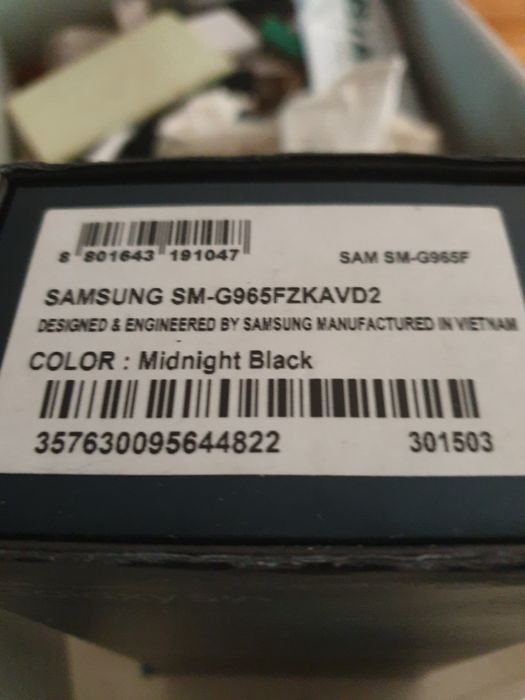 8 801643 191047
SAM SM-G965F
SAMSUNG SM-G965FZKAVD2
DESIGNED & ENGINEERED BY SAMSUNG MANUFACTURED IN VIETNAM
COLOR : Midnight Black
357630095644822 301503